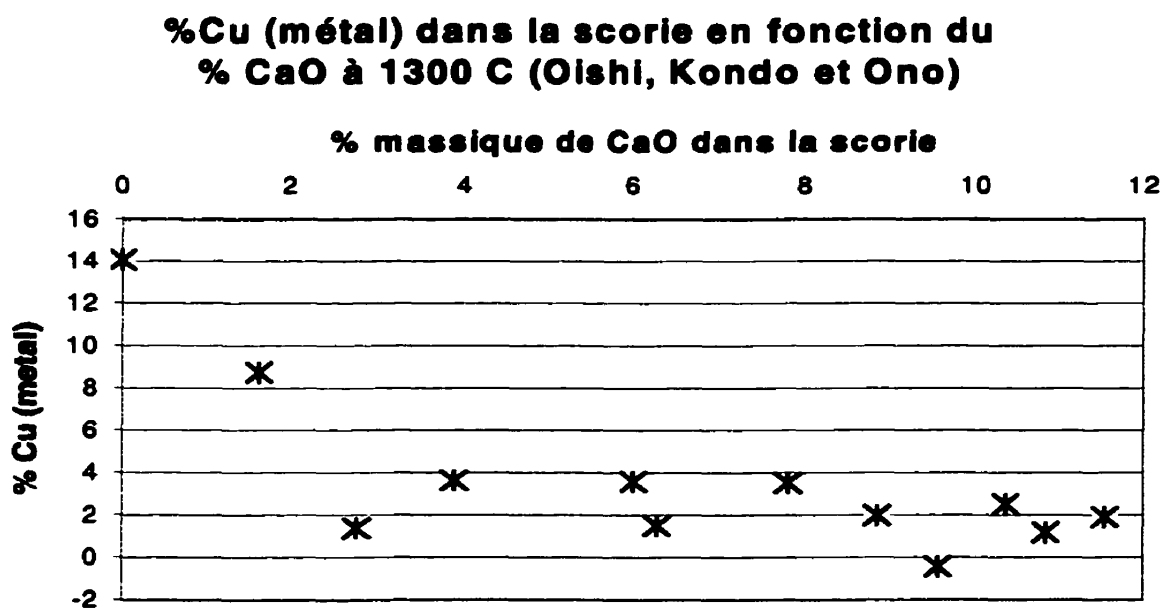 %Cu (métal) dans la scorie en fonction du
% CaO à 1300 C (Oishi, Kondo et Ono)
% massique de CaO dans la scorie
0 2 4 6 8 10 12
% Cu (metal)
16
14
12
10
8
6
4
2
0
-2